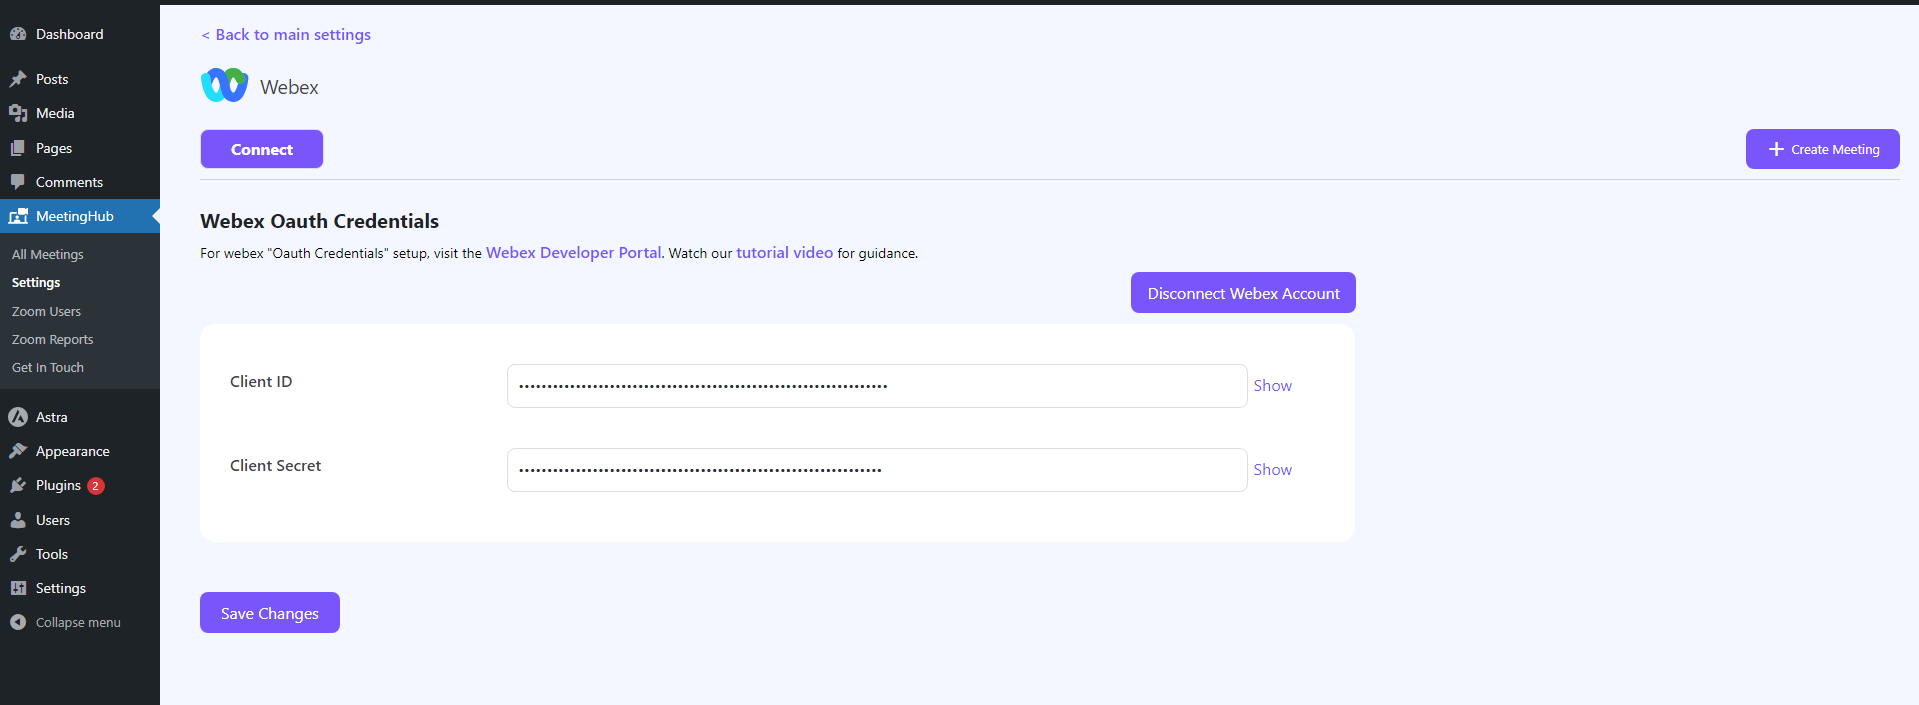 Dashboard
Posts
Media
Pages
Comments
MeetingHub
All Meetings
Settings
Zoom Users
Zoom Reports
Get In Touch
Astra
Appearance
Plugins 2
Users
Tools
Settings
Collapse menu
< Back to main settings
Webex
Connect
+ Create Meeting
Webex Oauth Credentials
For webex "Oauth Credentials" setup, visit the Webex Developer Portal. Watch our tutorial video for guidance.
Disconnect Webex Account
Client ID
Show
Client Secret
Show
Save Changes